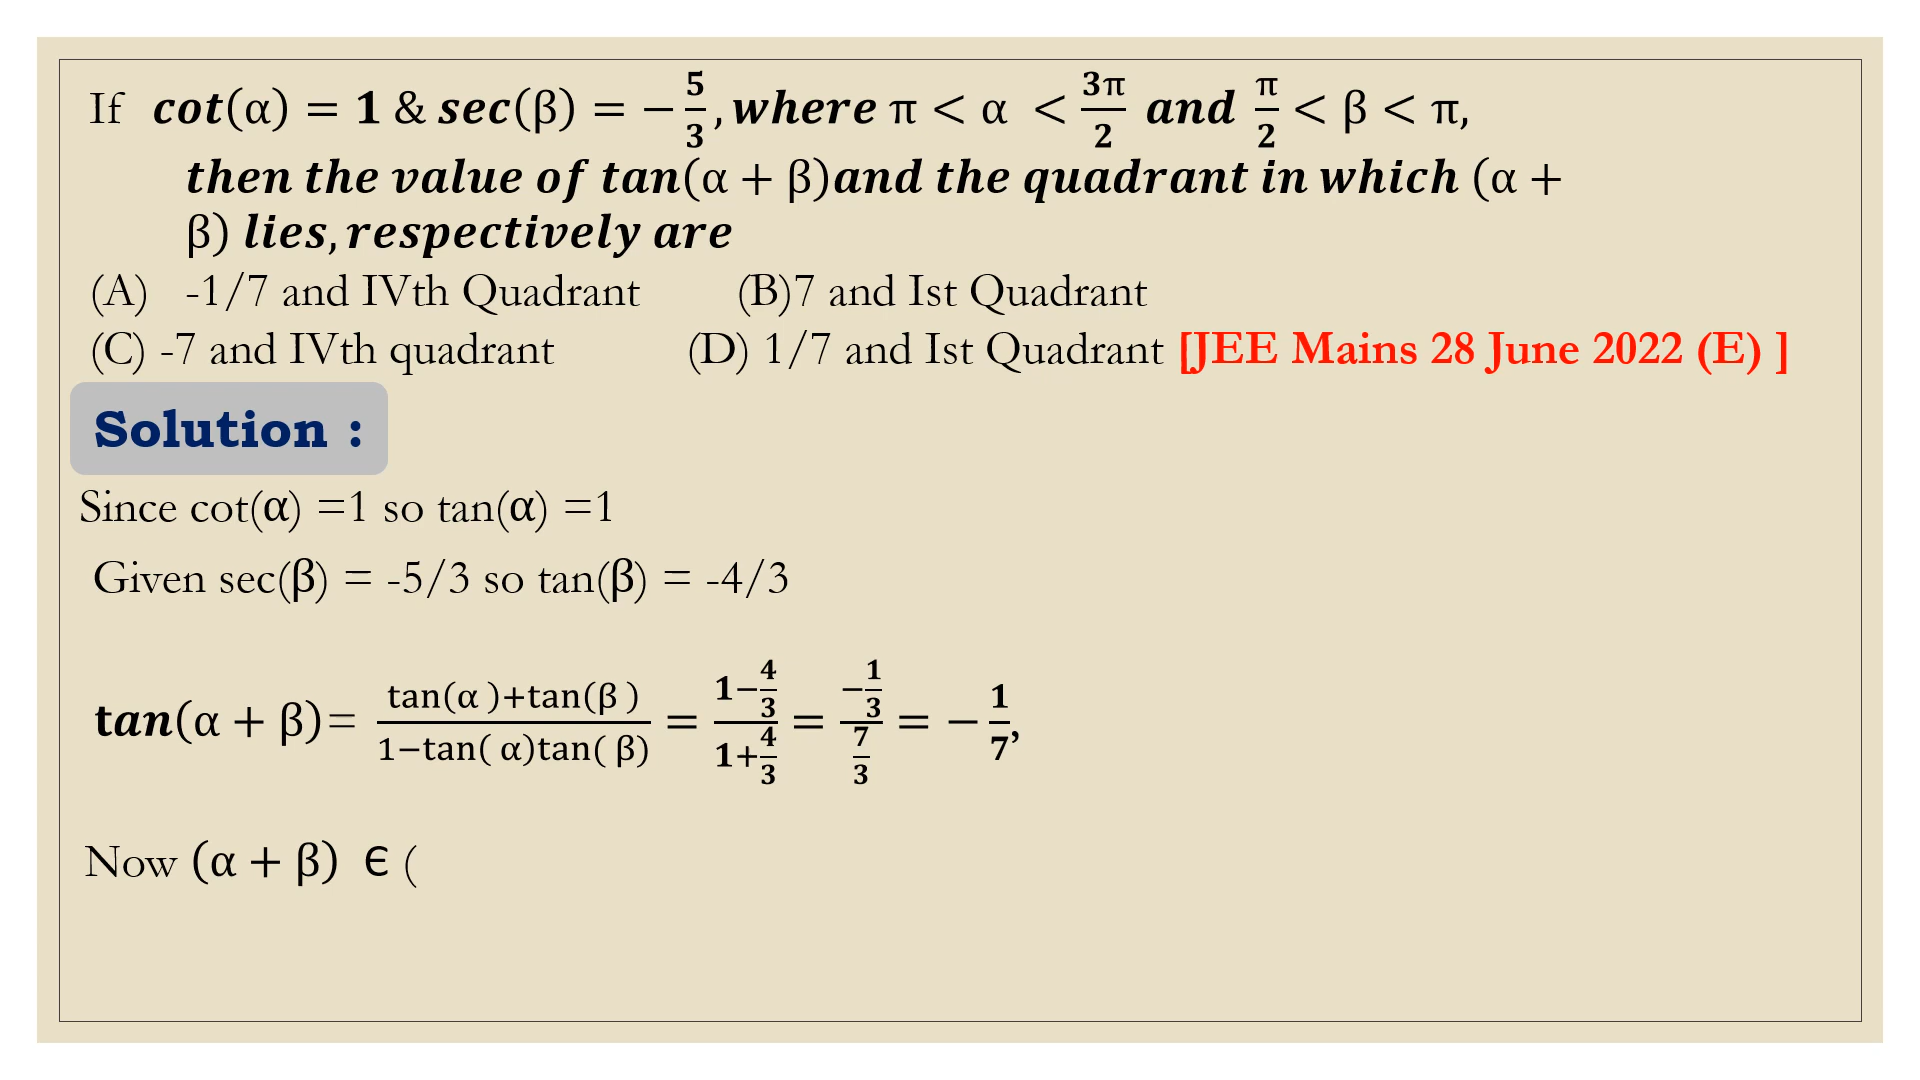 If cot(α) = 1 & sec(β) = −5/3, where π < α < 3π/2 and π/2 < β < π,
then the value of tan(α + β)and the quadrant in which (α +
β) lies, respectively are
(A) -1/7 and IVth Quadrant (B)7 and Ist Quadrant
(C) -7 and IVth quadrant (D) 1/7 and Ist Quadrant [JEE Mains 28 June 2022 (E) ]
Solution :
Since cot(α) =1 so tan(α) =1
Given sec(β) = -5/3 so tan(β) = -4/3
tan(α + β)= (tan(α )+tan(β ))/(1−tan( α)tan( β)) = (1−4/3)/(1+4/3) = (−1/3)/(7/3) = −1/7,
Now (α + β) ∈ (